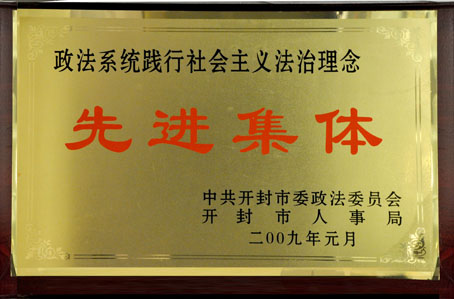 政法系统践行社会主义法治理念
先进集体
中共开封市委政法委员会
开封市人事局
二00九年元月